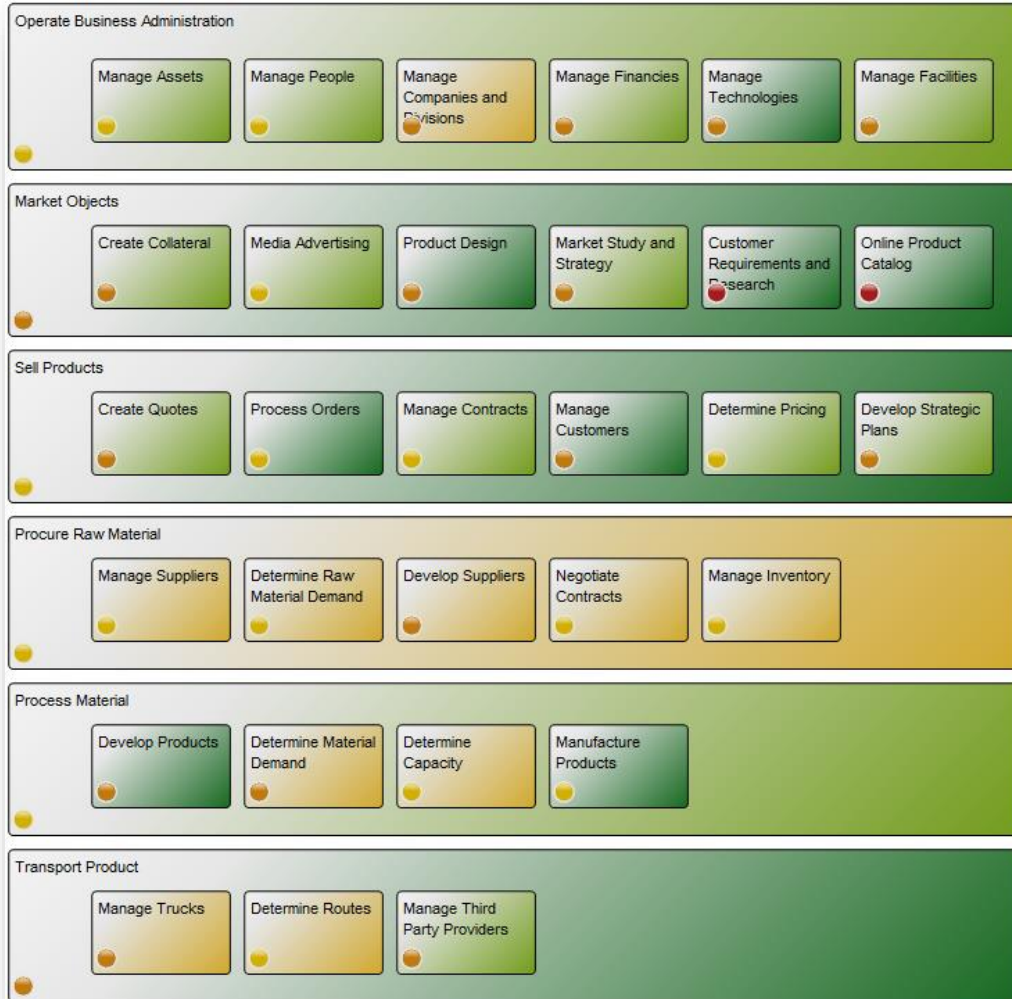 Operate Business Administration
Manage Assets
Manage People
Manage
Companies and
Divisions
Manage Financies
Manage
Technologies
Manage Facilities
Market Objects
Create Collateral
Media Advertising
Product Design
Market Study and
Strategy
Customer
Requirements and
Research
Online Product
Catalog
Sell Products
Create Quotes
Process Orders
Manage Contracts
Manage
Customers
Determine Pricing
Develop Strategic
Plans
Procure Raw Material
Manage Suppliers
Determine Raw
Material Demand
Develop Suppliers
Negotiate
Contracts
Manage Inventory
Process Material
Develop Products
Determine Material
Demand
Determine
Capacity
Manufacture
Products
Transport Product
Manage Trucks
Determine Routes
Manage Third
Party Providers